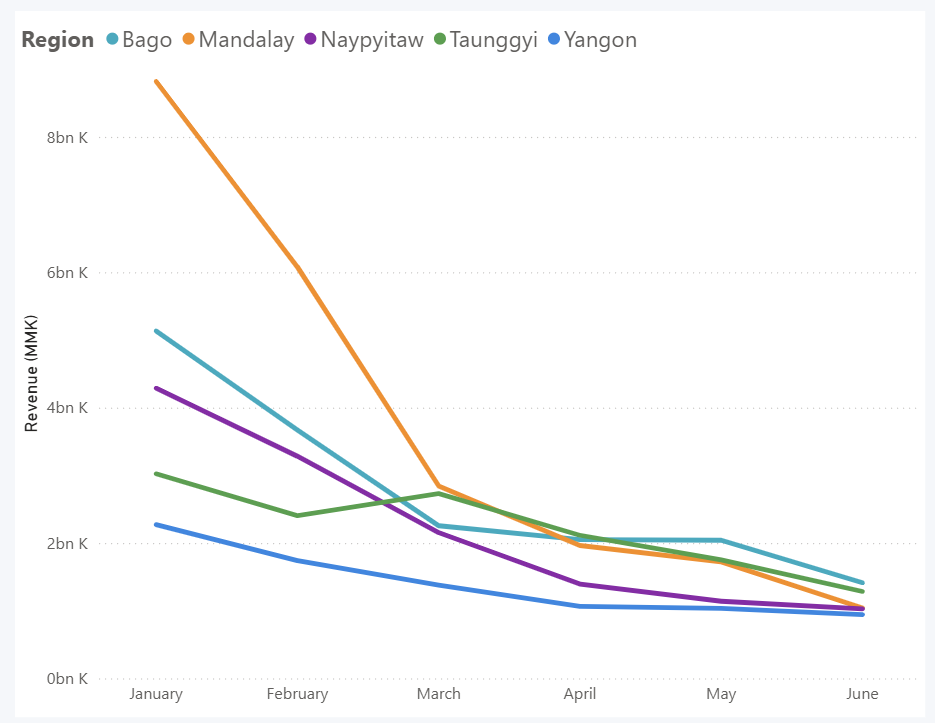 Region Bago Mandalay Naypyitaw Taunggyi Yangon
8bn K
6bn K
4bn K
2bn K
0bn K
Revenue (MMK)
January February March April May June